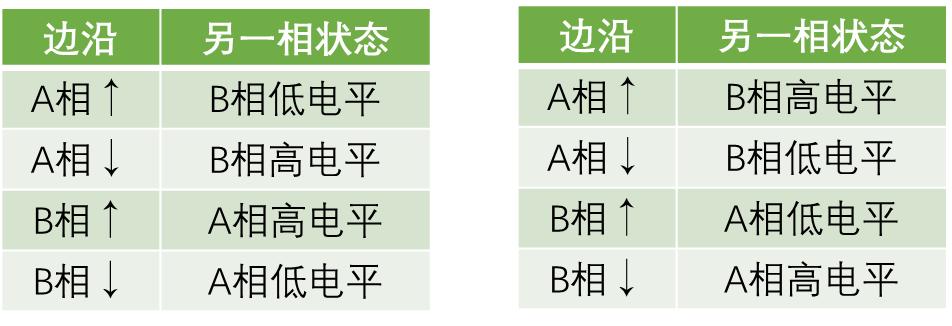 边沿 另一相状态
A相↑ B相低电平
A相↓ B相高电平
B相↑ A相高电平
B相↓ A相低电平
边沿 另一相状态
A相↑ B相高电平
A相↓ B相低电平
B相↑ A相低电平
B相↓ A相高电平